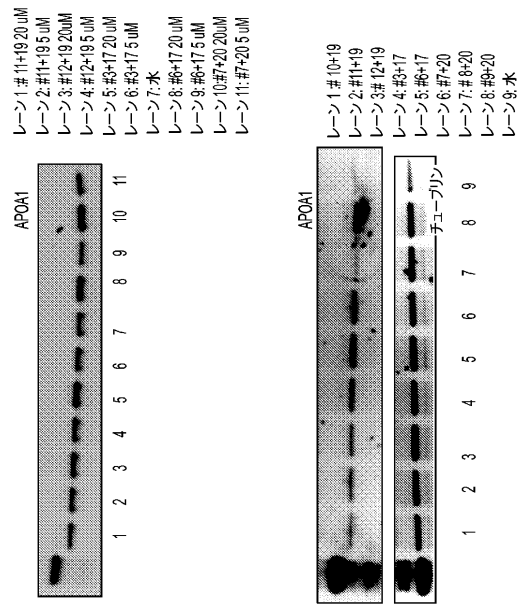 APOA1
1 2 3 4 5 6 7 8 9 10 11
レーン 1:# 11+19 20 uM
レーン 2: #11+19 5 uM
レーン 3:#12+19 20uM
レーン 4: #12+19 5 uM
レーン 5:#3+17 20 uM
レーン 6: #3+17 5 uM
レーン 7: 水
レーン 8: #6+17 20 uM
レーン 9: #6+17 5 uM
レーン 10:#7+20 20uM
レーン 11: #7+20 5 uM
APOA1
チューブリン
1 2 3 4 5 6 7 8 9
レーン 1:# 10+19
レーン 2: #11+19
レーン 3:# 12+19
レーン 4: #3+17
レーン 5: #6+17
レーン 6: #7+20
レーン 7: # 8+20
レーン 8: #9+20
レーン 9: 水